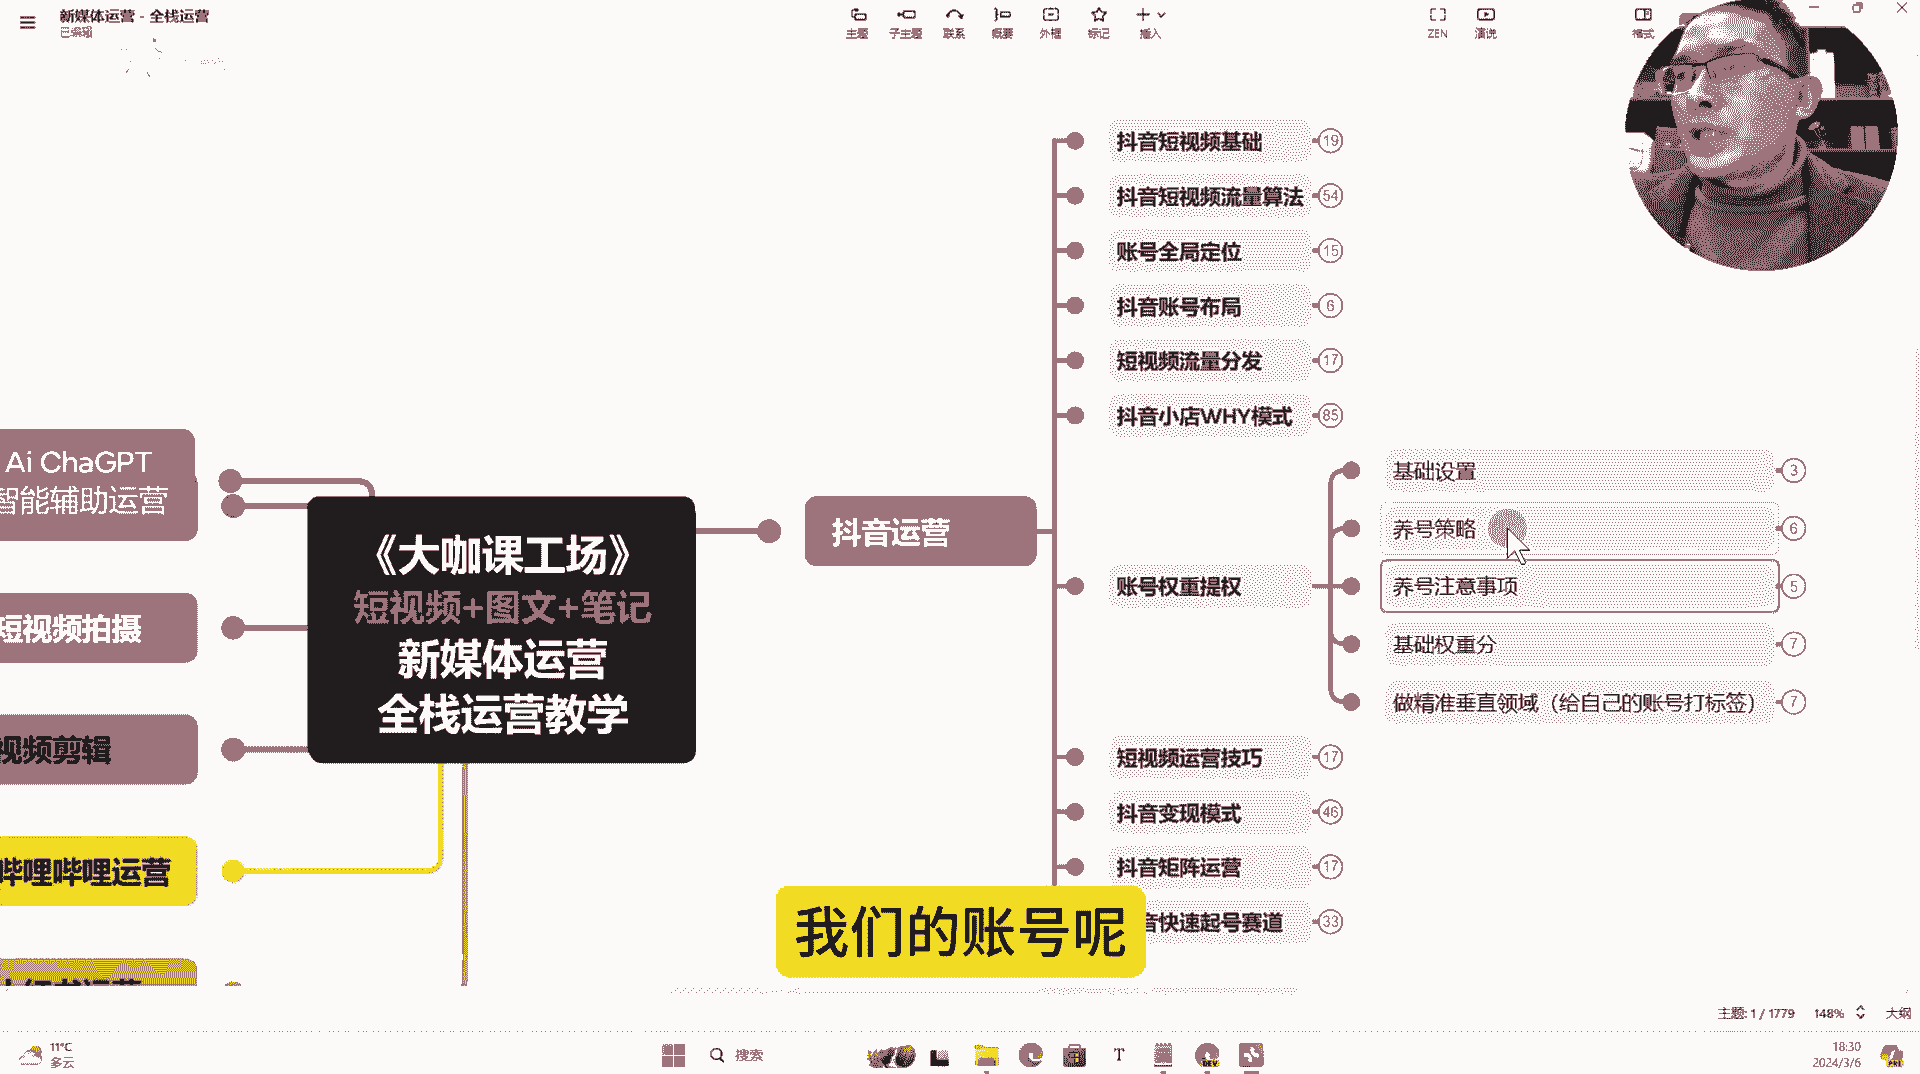 新媒体运营 - 全栈运营
已编辑
主题
子主题
联系
概要
外框
标记
插入
ZEN
演说
格式
抖音短视频基础 19
抖音短视频流量算法 54
账号全局定位 15
抖音账号布局 6
短视频流量分发 17
抖音小店WHY模式 85
账号权重提权
基础设置 3
养号策略 6
养号注意事项 5
基础权重分 7
做精准垂直领域（给自己的账号打标签） 7
短视频运营技巧 17
抖音变现模式 46
抖音矩阵运营 17
音快速起号赛道 33
抖音运营
《大咖课工场》
短视频+图文+笔记
新媒体运营
全栈运营教学
Ai ChaGPT
智能辅助运营
短视频拍摄
视频剪辑
哔哩哔哩运营
我们的账号呢
主题: 1 / 1779
148%
大纲
11°C
多云
搜索
T
DEV
18:30
2024/3/6